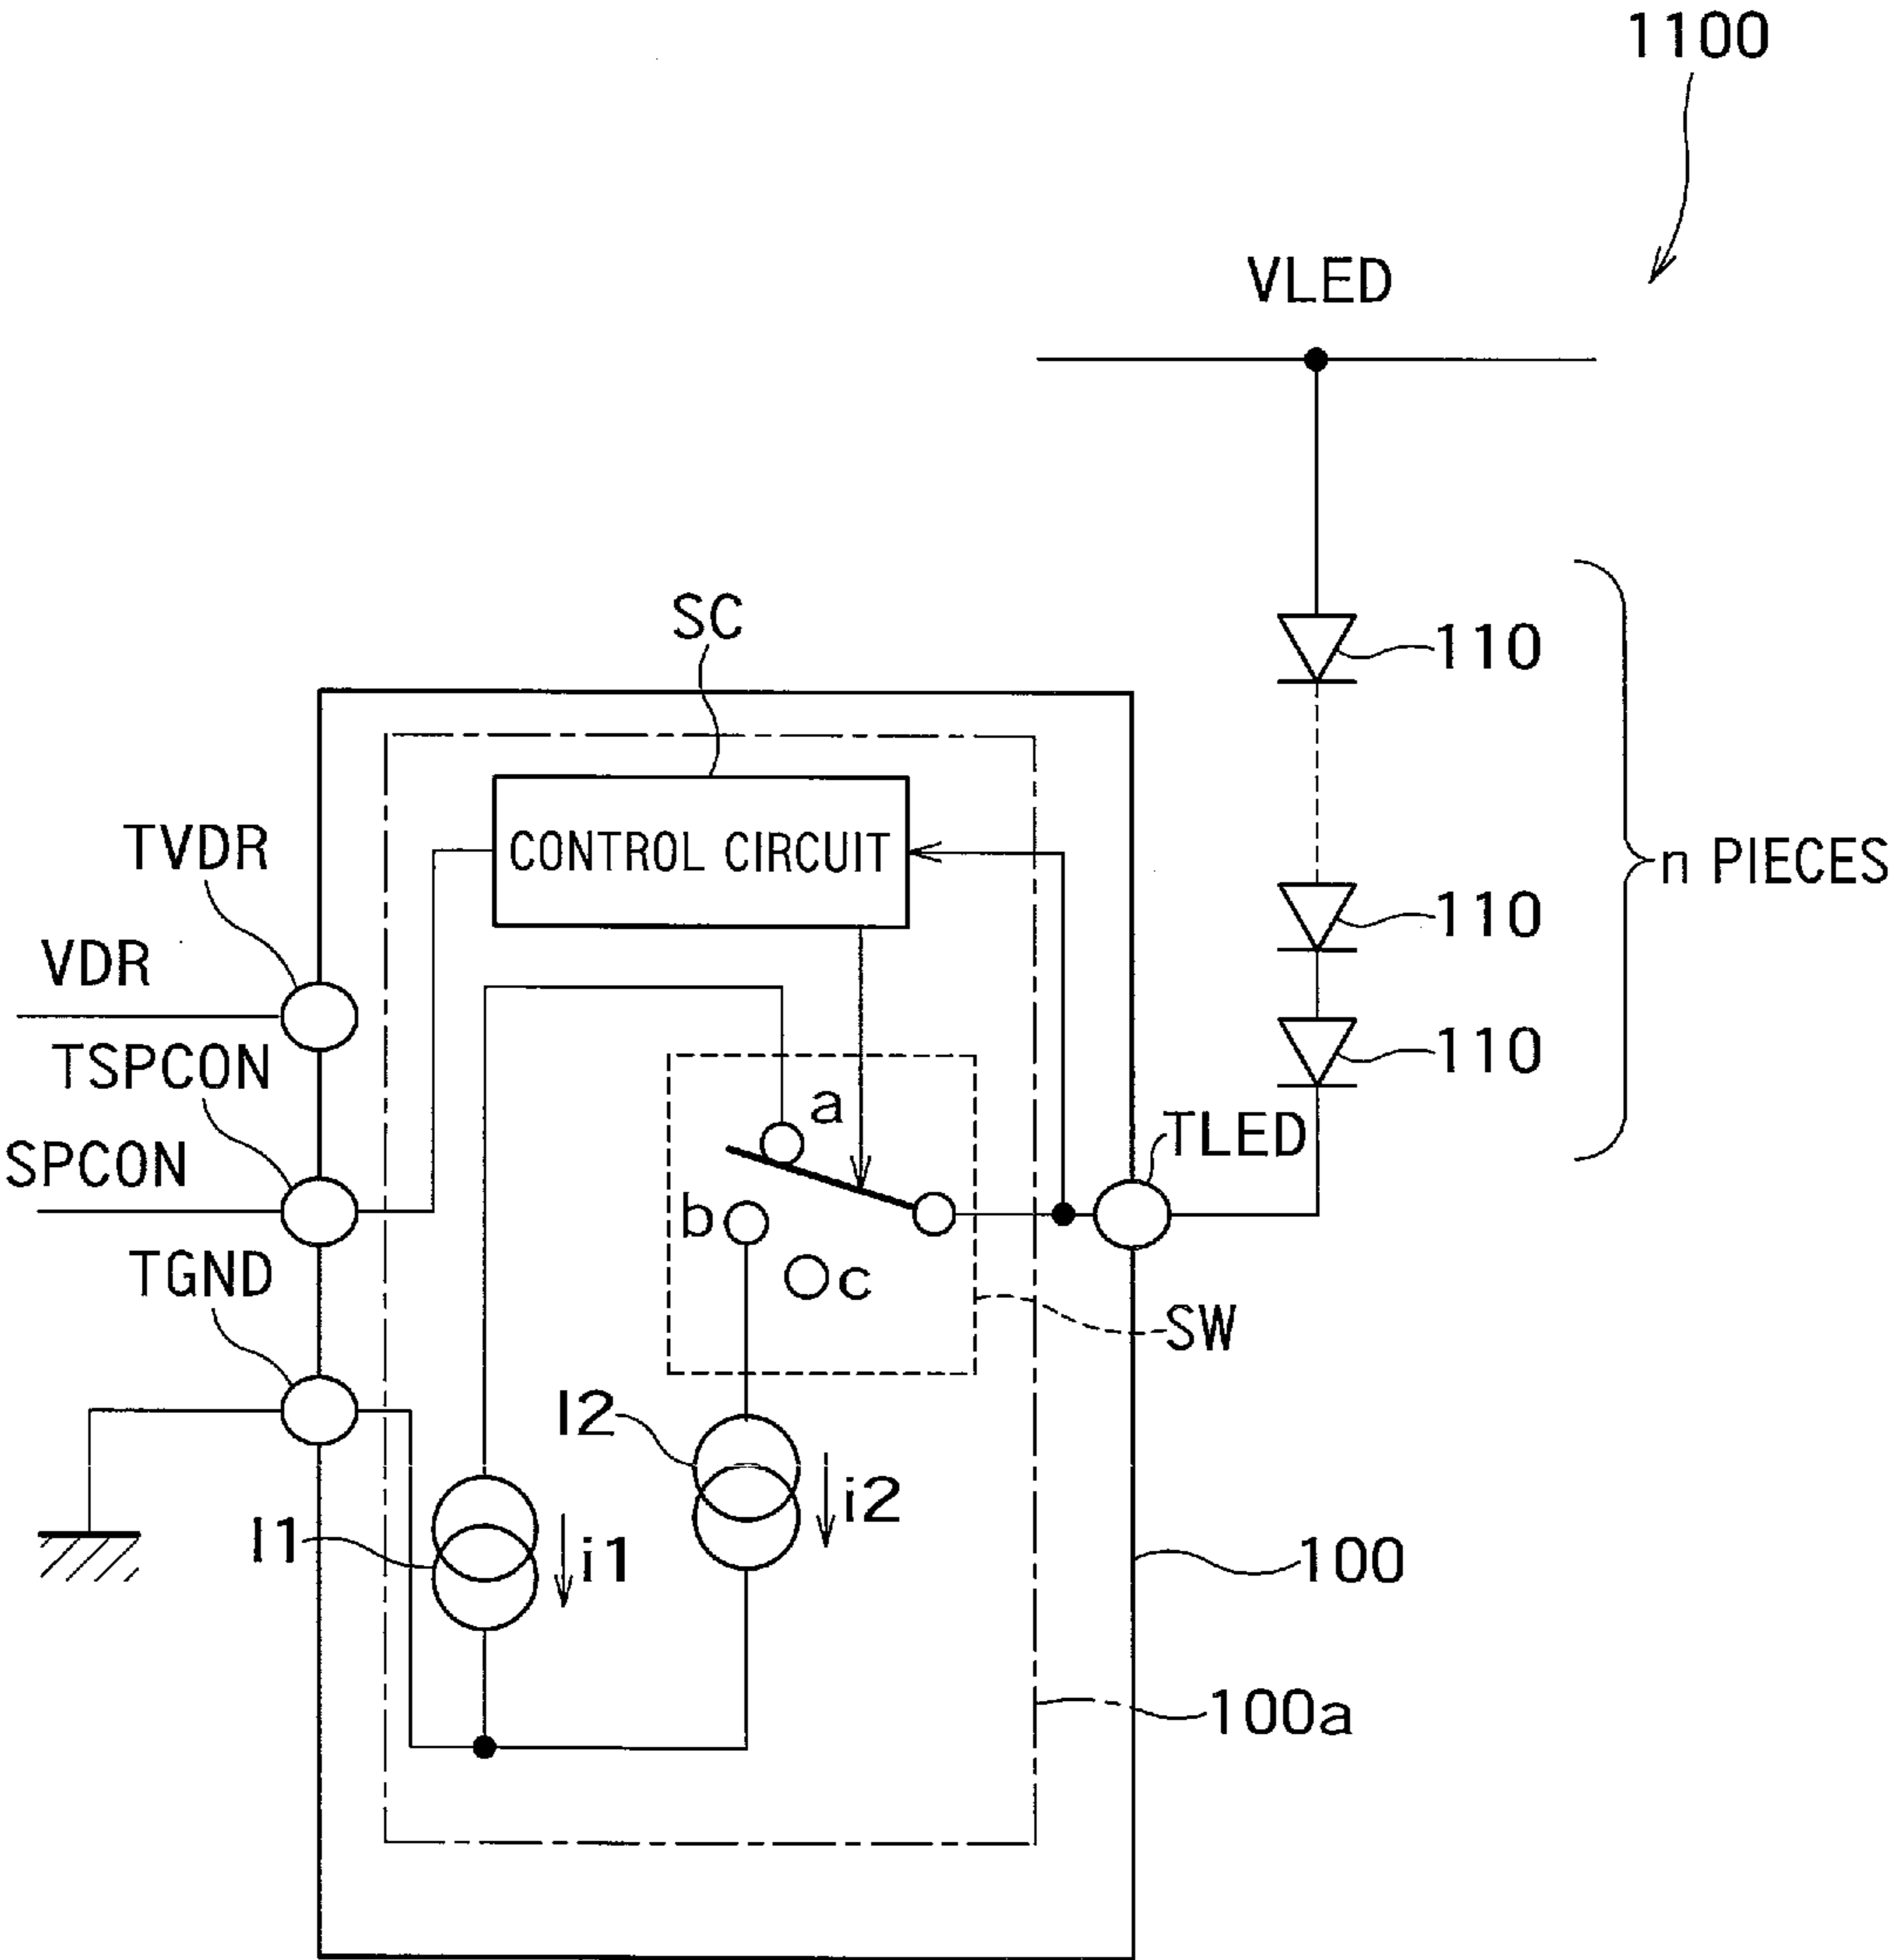 1100
VLED
110
SC
CONTROL CIRCUIT
TVDR
n PIECES
110
VDR
TSPCON
110
a
TLED
SPCON
b
TGND
c
SW
I2
i2
I1
i1
100
100a